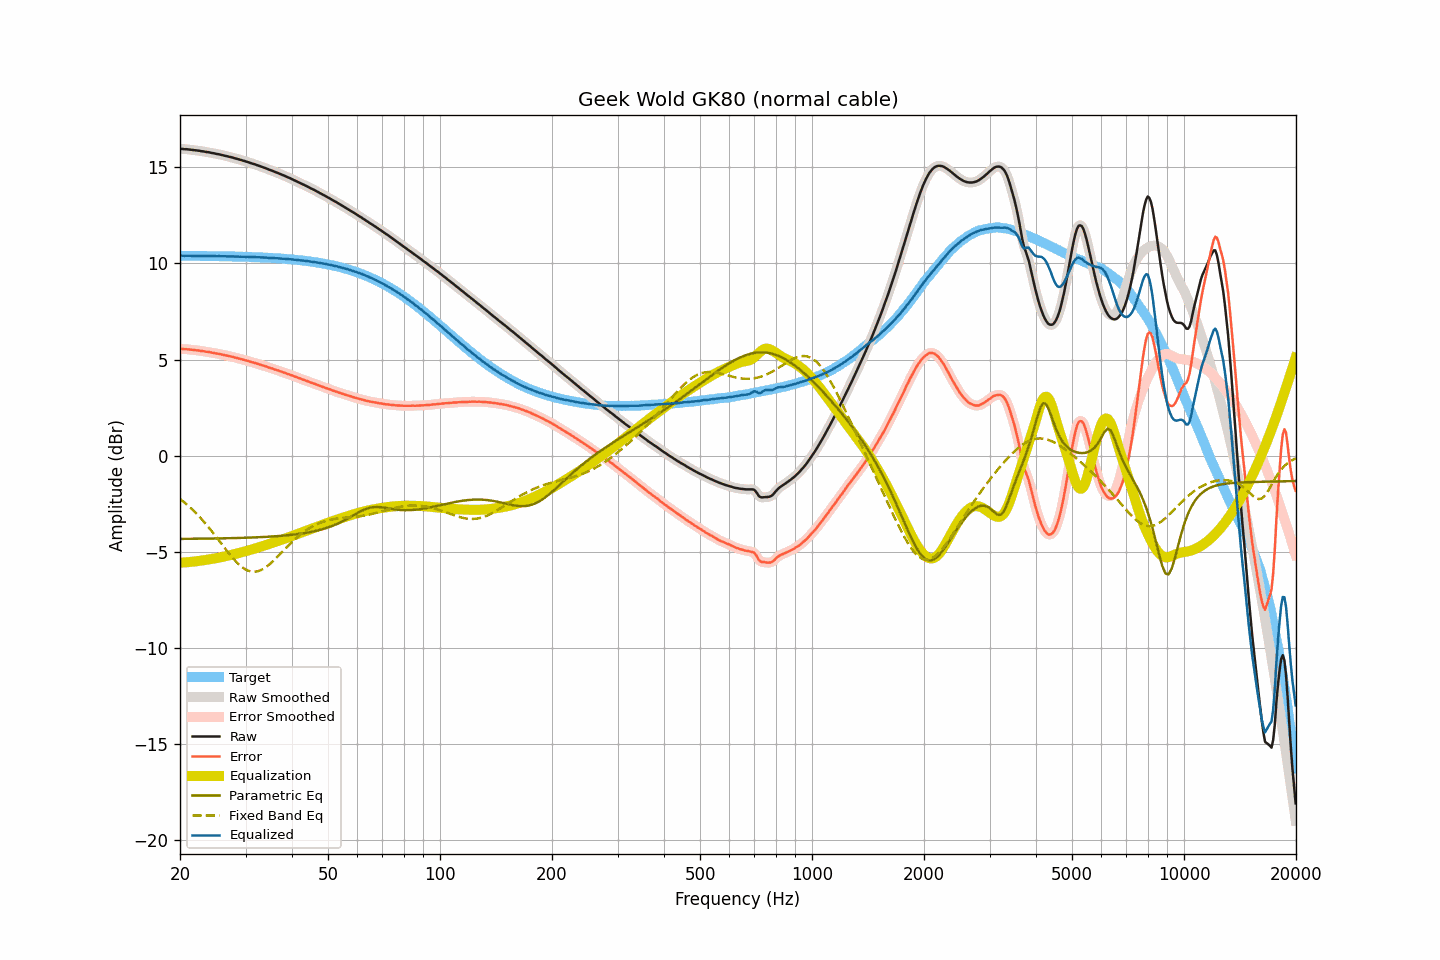 Geek Wold GK80 (normal cable)
15
10
5
0
−5
−10
−15
−20
Amplitude (dBr)
Target
Raw Smoothed
Error Smoothed
Raw
Error
Equalization
Parametric Eq
Fixed Band Eq
Equalized
20 50 100 200 500 1000 2000 5000 10000 20000
Frequency (Hz)